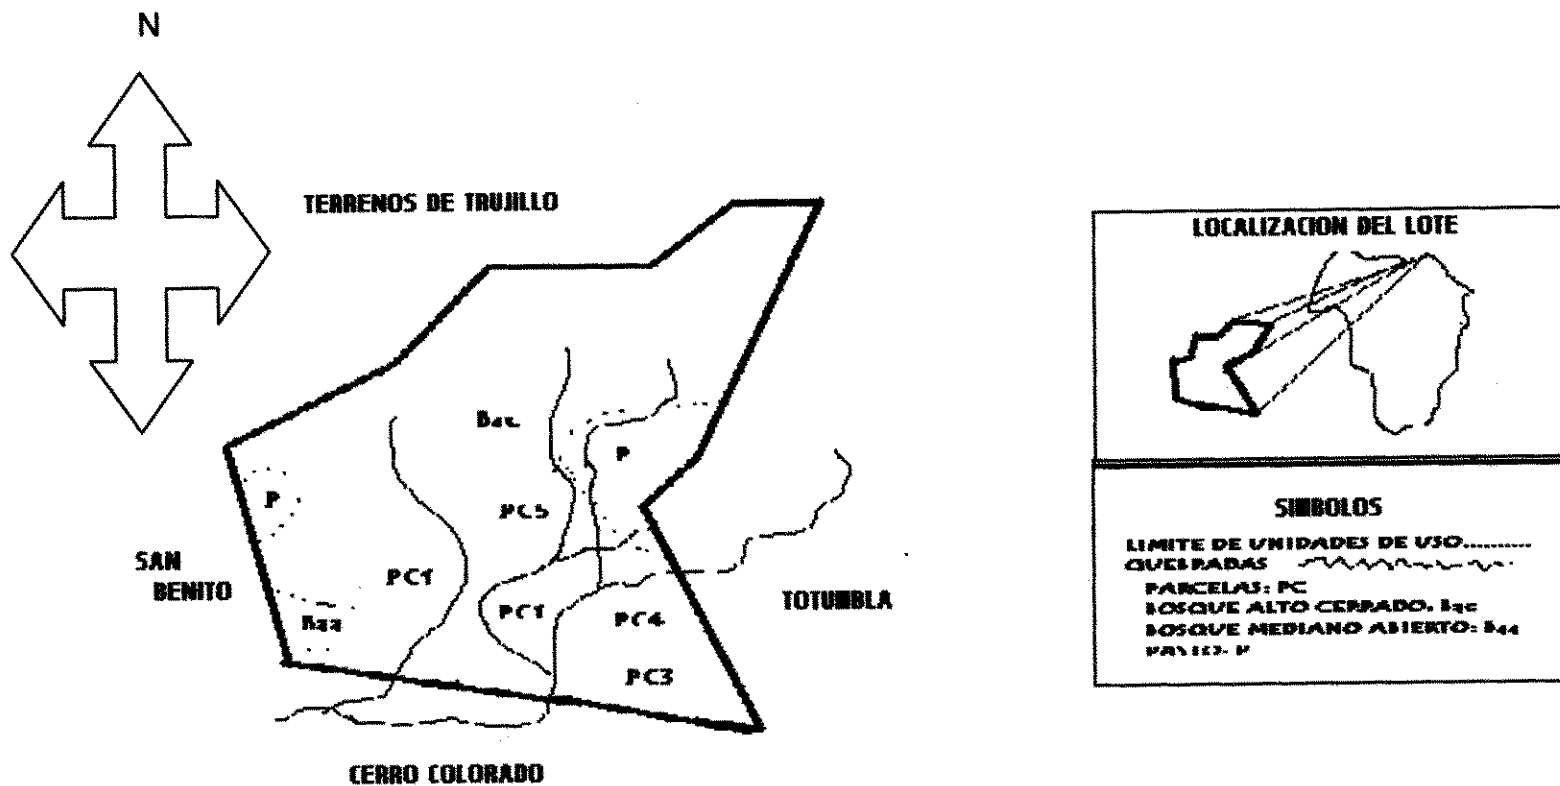 N
TERRENOS DE TRUJILLO
P
P
PC5
SAN
BENITO
PC1
PC1
PC4
PC3
TOTUMBLA
CERRO COLORADO
LOCALIZACION DEL LOTE
SIMBOLOS
LIMITE DE UNIDADES DE USO..........
QUEBRADAS
PARCELAS: PC
BOSQUE ALTO CERRADO.
BOSQUE MEDIANO ABIERTO: